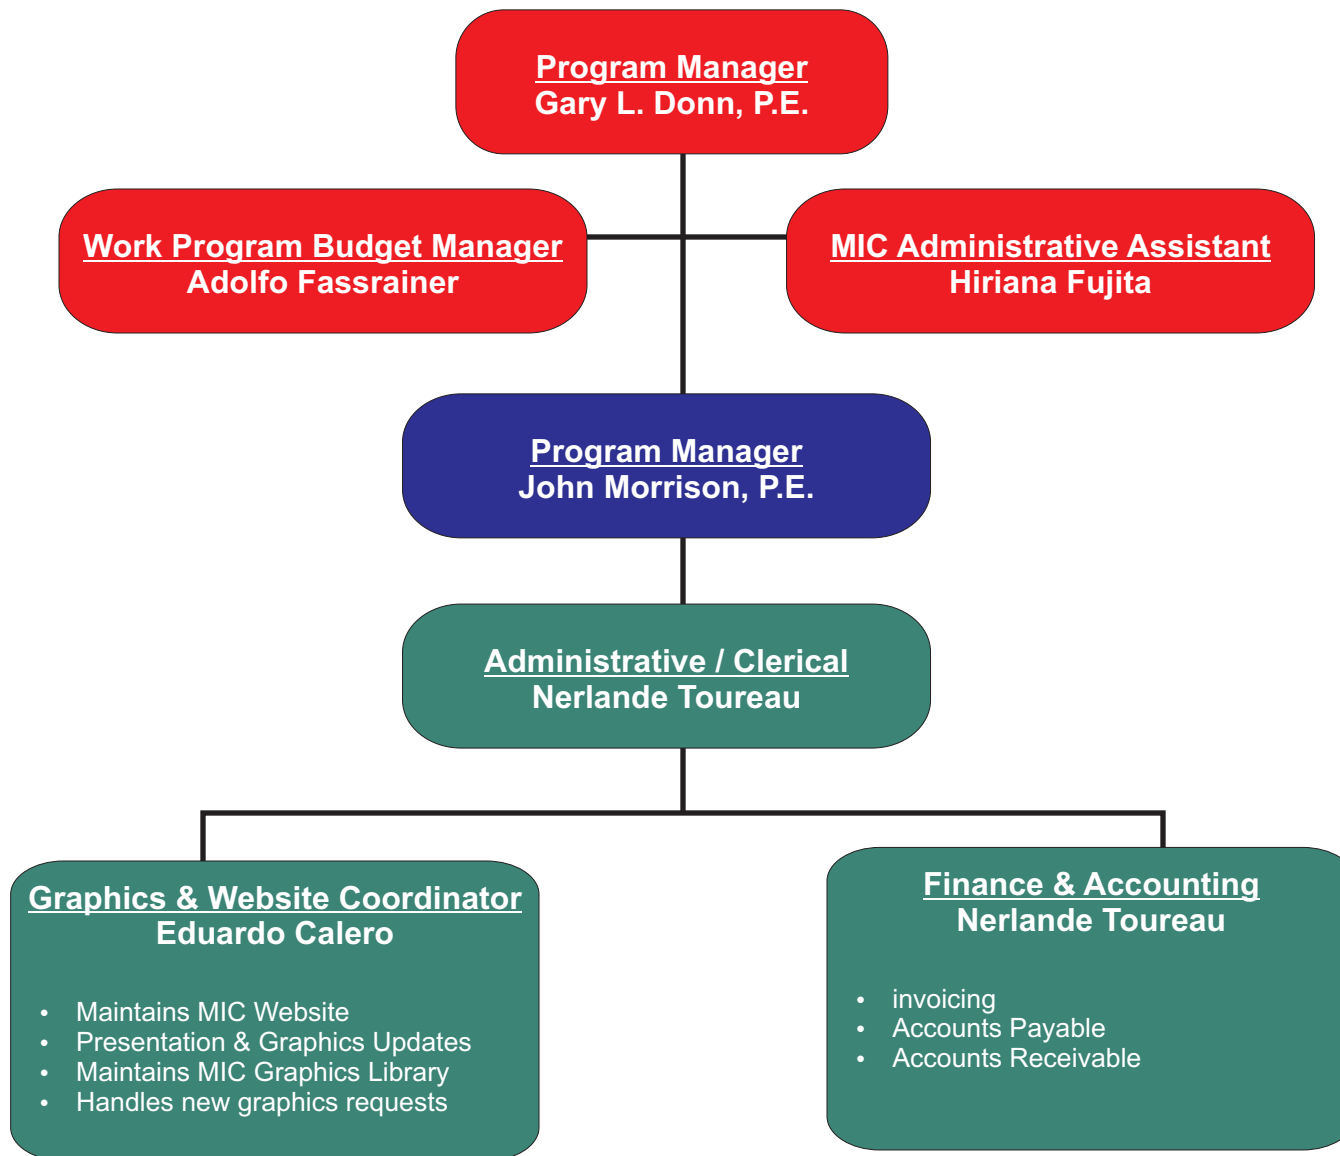 Program Manager
Gary L. Donn, P.E.
Work Program Budget Manager
Adolfo Fassrainer
MIC Administrative Assistant
Hiriana Fujita
Program Manager
John Morrison, P.E.
Administrative / Clerical
Nerlande Toureau
Graphics & Website Coordinator
Eduardo Calero
• Maintains MIC Website
• Presentation & Graphics Updates
• Maintains MIC Graphics Library
• Handles new graphics requests
Finance & Accounting
Nerlande Toureau
• invoicing
• Accounts Payable
• Accounts Receivable